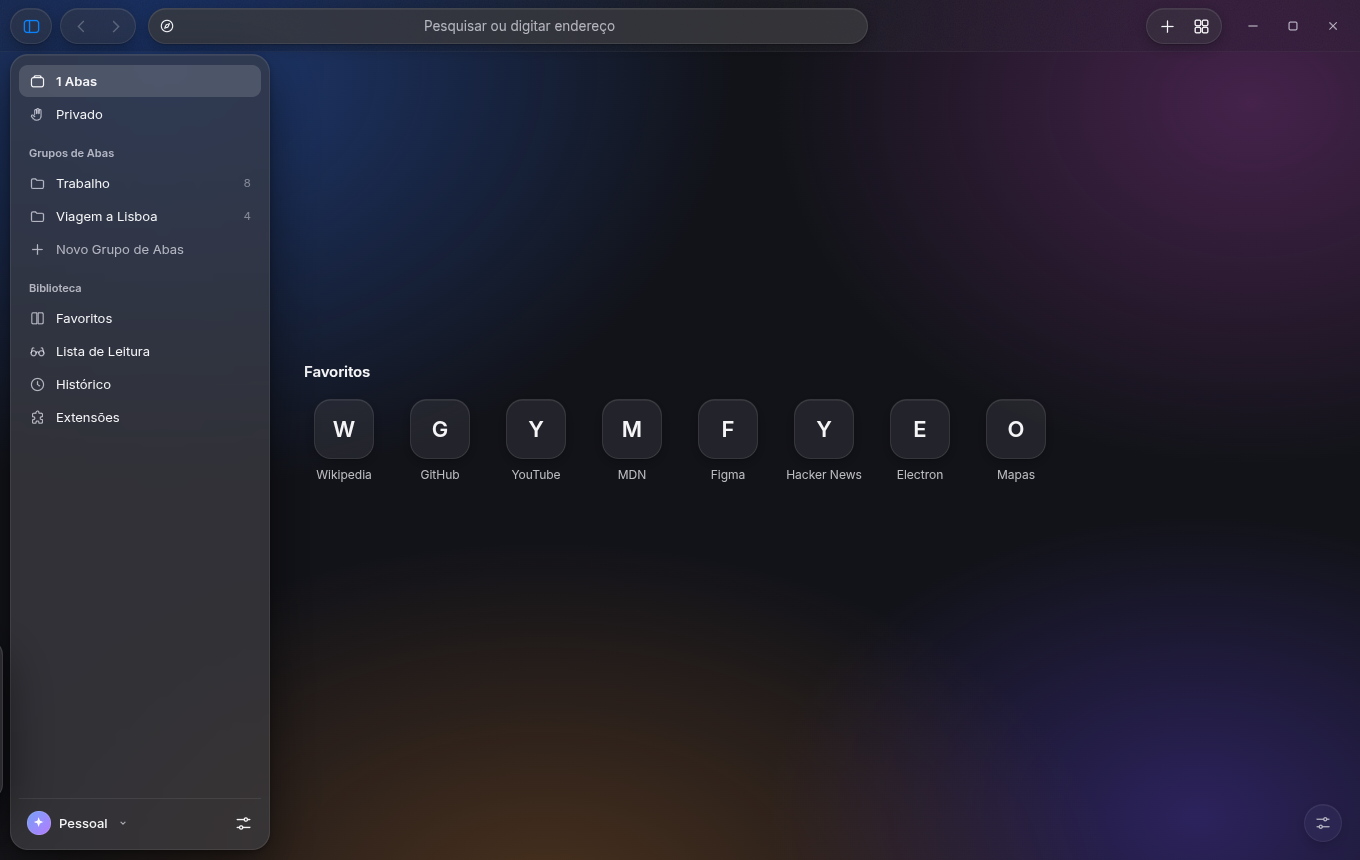 Pesquisar ou digitar endereço
1 Abas
Privado
Grupos de Abas
Trabalho 8
Viagem a Lisboa 4
Novo Grupo de Abas
Biblioteca
Favoritos
Lista de Leitura
Histórico
Extensões
Favoritos
W G Y M F Y E O
Wikipedia GitHub YouTube MDN Figma Hacker News Electron Mapas
Pessoal